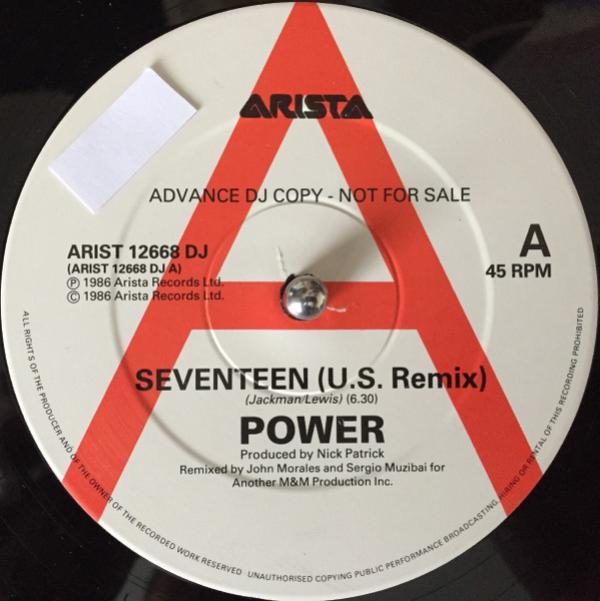 ARISTA
ADVANCE DJ COPY - NOT FOR SALE
ARIST 12668 DJ
(ARIST 12668 DJ A)
Ⓟ 1986 Arista Records Ltd.
© 1986 Arista Records Ltd.
A
45 RPM
SEVENTEEN (U.S. Remix)
(Jackman/Lewis) (6.30)
POWER
Produced by Nick Patrick
Remixed by John Morales and Sergio Muzibai for
Another M&M Production Inc.
ALL RIGHTS OF THE PRODUCER AND OF THE OWNER OF THE RECORDED WORK RESERVED · UNAUTHORISED COPYING PUBLIC PERFORMANCE BROADCASTING, HIRING OR RENTAL OF THIS RECORDING PROHIBITED